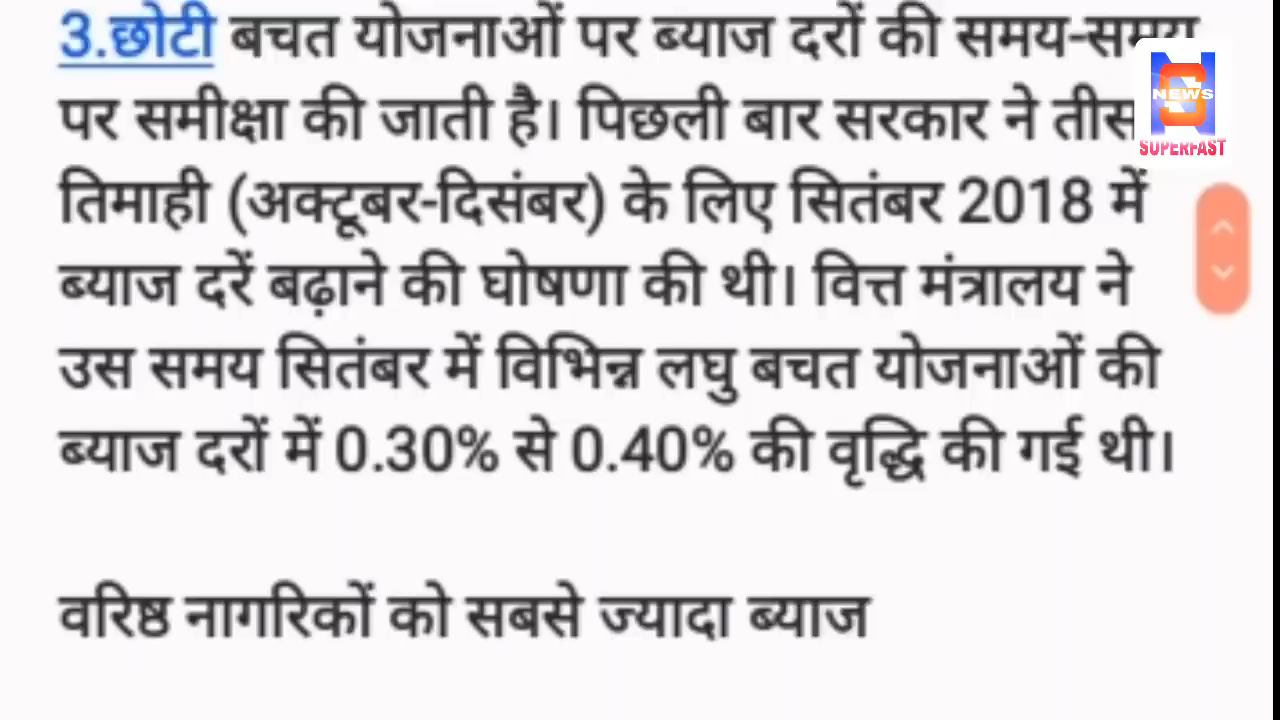 3.छोटी बचत योजनाओं पर ब्याज दरों की समय-समय
पर समीक्षा की जाती है। पिछली बार सरकार ने
तिमाही (अक्टूबर-दिसंबर) के लिए सितंबर 2018 में
ब्याज दरें बढ़ाने की घोषणा की थी। वित्त मंत्रालय ने
उस समय सितंबर में विभिन्न लघु बचत योजनाओं की
ब्याज दरों में 0.30% से 0.40% की वृद्धि की गई थी।
वरिष्ठ नागरिकों को सबसे ज्यादा ब्याज
NEWS
SUPERFAST